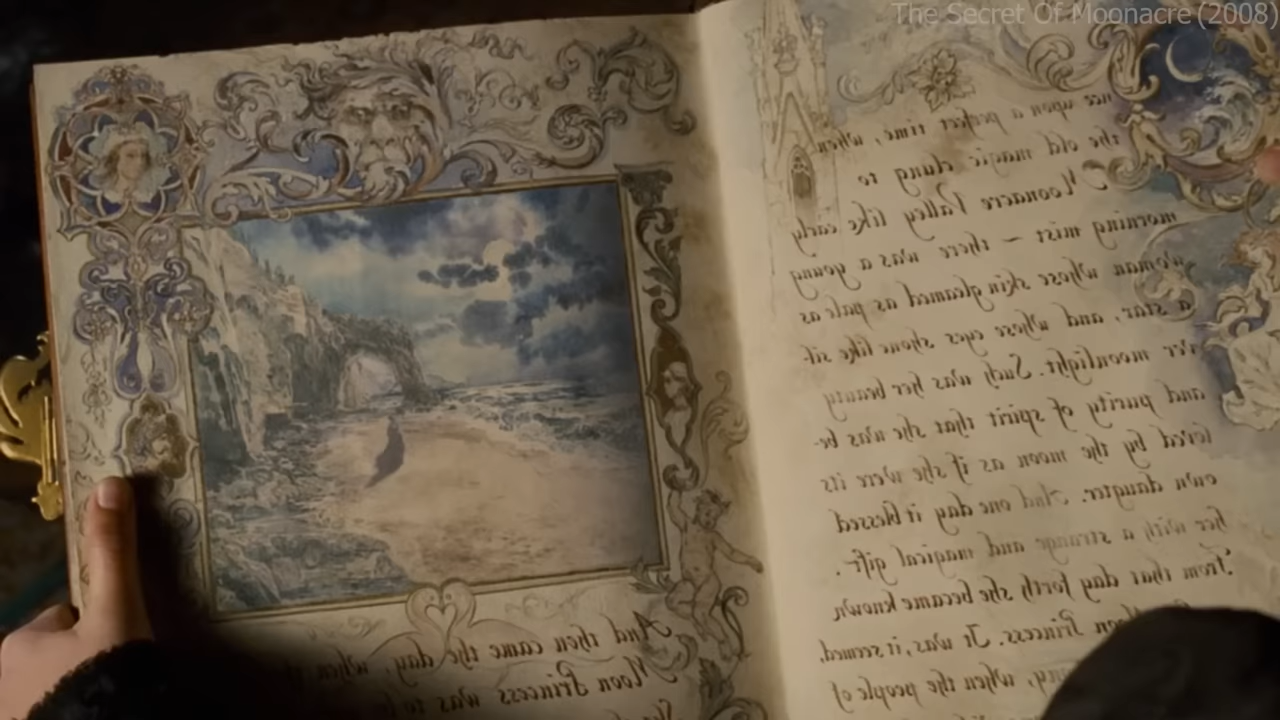 The Secret Of Moonacre (2008)
nce upon a perfect time, when
the old magic clung to
Moonacre Valley like early
morning mist – there was a young
woman whose skin gleamed as pale as
a star, and whose eyes shone like sil-
ver moonlight. Such was her beauty
and purity of spirit that she was be-
loved by the moon as if she were its
own daughter. And one day it blessed
her with a strange and magical gift.
From that day forth she became known
Moon Princess. It was, it seemed,
when the people of
And then came the day, when
Moon Princess was to